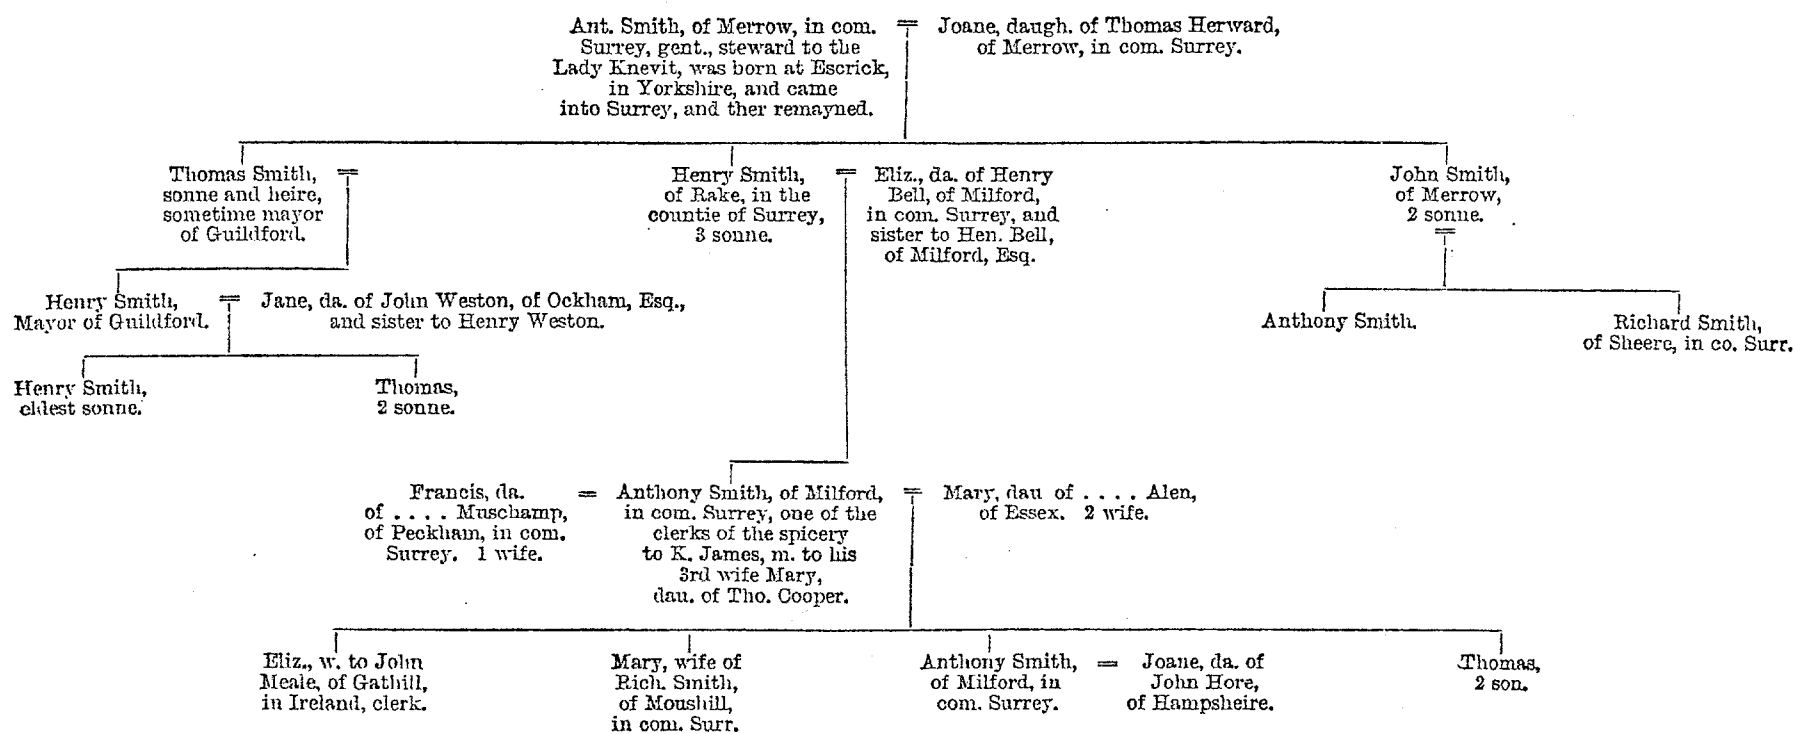 Ant. Smith, of Merrow, in com.
Surrey, gent., steward to the
Lady Knevit, was born at Escrick,
in Yorkshire, and came
into Surrey, and ther remayned.
=
Joane, daugh. of Thomas Herward,
of Merrow, in com. Surrey.
Thomas Smith,
sonne and heire,
sometime mayor
of Guildford.
=
Henry Smith,
of Rake, in the
countie of Surrey,
3 sonne.
=
Eliz., da. of Henry
Bell, of Milford,
in com. Surrey, and
sister to Hen. Bell,
of Milford, Esq.
John Smith,
of Merrow,
2 sonne.
=
Henry Smith,
Mayor of Guildford.
=
Jane, da. of John Weston, of Ockham, Esq.,
and sister to Henry Weston.
Anthony Smith.
Richard Smith,
of Sheere, in co. Surr.
Henry Smith,
eldest sonne.
Thomas,
2 sonne.
Francis, da.
of . . . . Muschamp,
of Peckham, in com.
Surrey. 1 wife.
=
Anthony Smith, of Milford,
in com. Surrey, one of the
clerks of the spicery
to K. James, m. to his
3rd wife Mary,
dau. of Tho. Cooper.
=
Mary, dau of . . . . Alen,
of Essex. 2 wife.
Eliz., w. to John
Meale, of Gathill,
in Ireland, clerk.
Mary, wife of
Rich. Smith,
of Moushill,
in com. Surr.
Anthony Smith,
of Milford, in
com. Surrey.
=
Joane, da. of
John Hore,
of Hampsheire.
Thomas,
2 son.